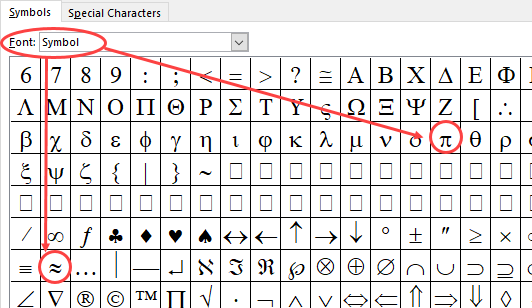 Symbols Special Characters
Font: Symbol
6 7 8 9 : ; < = > ? ≅ Α Β Χ Δ Ε Φ
Λ Μ Ν Ο Π Θ Ρ Σ Τ Υ ς Ω Ξ Ψ Ζ [ ∴
β χ δ ε ϕ γ η ι φ κ λ μ ν ο π θ ρ
ξ ψ ζ { | } ~ □ □ □ □ □ □ □ □ □ □
□ □ □ □ □ □ □ □ □ □ □ □ □ □ □ □ □
⁄ ∞ ƒ ♣ ♦ ♥ ♠ ↔ ← ↑ → ↓ ° ± ″ ≥ ×
≡ ≈ … │ ─ ↵ ℵ ℑ ℜ ℘ ⊗ ⊕ ∅ ∩ ∪ ⊃ ⊇
∠ ∇ ® © ™ ∏ √ ⋅ ¬ ∧ ∨ ⇔ ⇐ ⇑ ⇒ ⇓ ◊